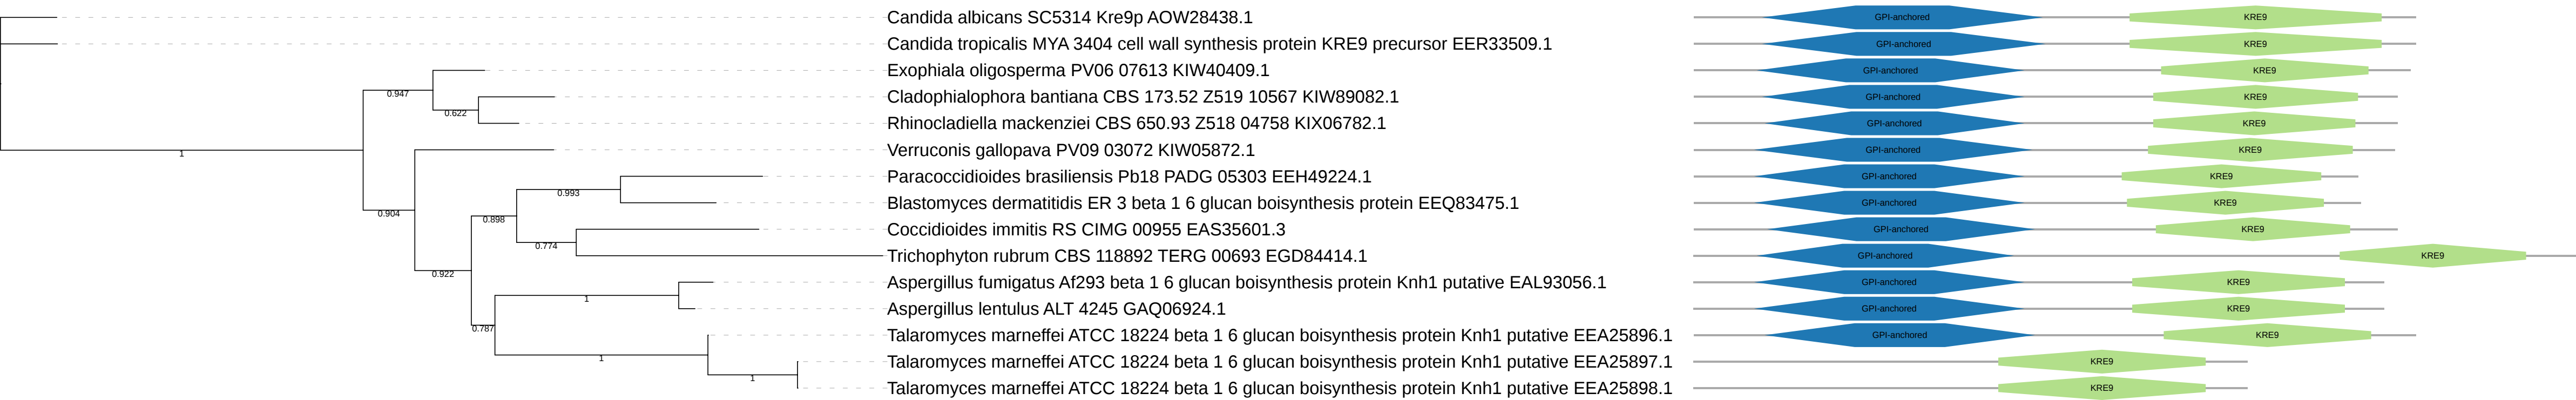 Candida albicans SC5314 Kre9p AOW28438.1 GPI-anchored KRE9
Candida tropicalis MYA 3404 cell wall synthesis protein KRE9 precursor EER33509.1 GPI-anchored KRE9
Exophiala oligosperma PV06 07613 KIW40409.1 GPI-anchored KRE9
0.947
Cladophialophora bantiana CBS 173.52 Z519 10567 KIW89082.1 GPI-anchored KRE9
0.622
Rhinocladiella mackenziei CBS 650.93 Z518 04758 KIX06782.1 GPI-anchored KRE9
1
Verruconis gallopava PV09 03072 KIW05872.1 GPI-anchored KRE9
Paracoccidioides brasiliensis Pb18 PADG 05303 EEH49224.1 GPI-anchored KRE9
0.993
Blastomyces dermatitidis ER 3 beta 1 6 glucan boisynthesis protein EEQ83475.1 GPI-anchored KRE9
0.904
0.898
Coccidioides immitis RS CIMG 00955 EAS35601.3 GPI-anchored KRE9
0.774
Trichophyton rubrum CBS 118892 TERG 00693 EGD84414.1 GPI-anchored KRE9
0.922
Aspergillus fumigatus Af293 beta 1 6 glucan boisynthesis protein Knh1 putative EAL93056.1 GPI-anchored KRE9
1
Aspergillus lentulus ALT 4245 GAQ06924.1 GPI-anchored KRE9
0.787
Talaromyces marneffei ATCC 18224 beta 1 6 glucan boisynthesis protein Knh1 putative EEA25896.1 GPI-anchored KRE9
1
Talaromyces marneffei ATCC 18224 beta 1 6 glucan boisynthesis protein Knh1 putative EEA25897.1 KRE9
1
Talaromyces marneffei ATCC 18224 beta 1 6 glucan boisynthesis protein Knh1 putative EEA25898.1 KRE9